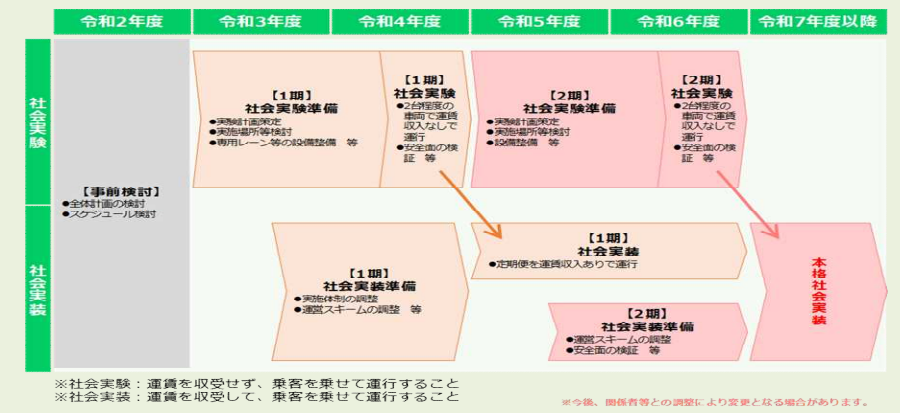 令和2年度
令和3年度
令和4年度
令和5年度
令和6年度
令和7年度以降
社会実験
【事前検討】
●全体計画の検討
●スケジュール検討
【1期】
社会実験準備
●実験計画策定
●実施場所等検討
●専用レーン等の設備整備 等
【1期】
社会実験
●2台程度の
車両で運賃
収入なしで
運行
●安全面の検
証 等
【2期】
社会実験準備
●実験計画策定
●実施場所等検討
●設備整備 等
【2期】
社会実験
●2台程度の
車両で運賃
収入なしで
運行
●安全面の検
証 等
社会実装
【1期】
社会実装準備
●実施体制の調整
●運営スキームの調整 等
【1期】
社会実装
●定期便を運賃収入ありで運行
【2期】
社会実装準備
●運営スキームの調整
●安全面の検証 等
本格社会実装
※社会実験：運賃を収受せず、乗客を乗せて運行すること
※社会実装：運賃を収受して、乗客を乗せて運行すること
※今後、関係者等との調整により変更となる場合があります。